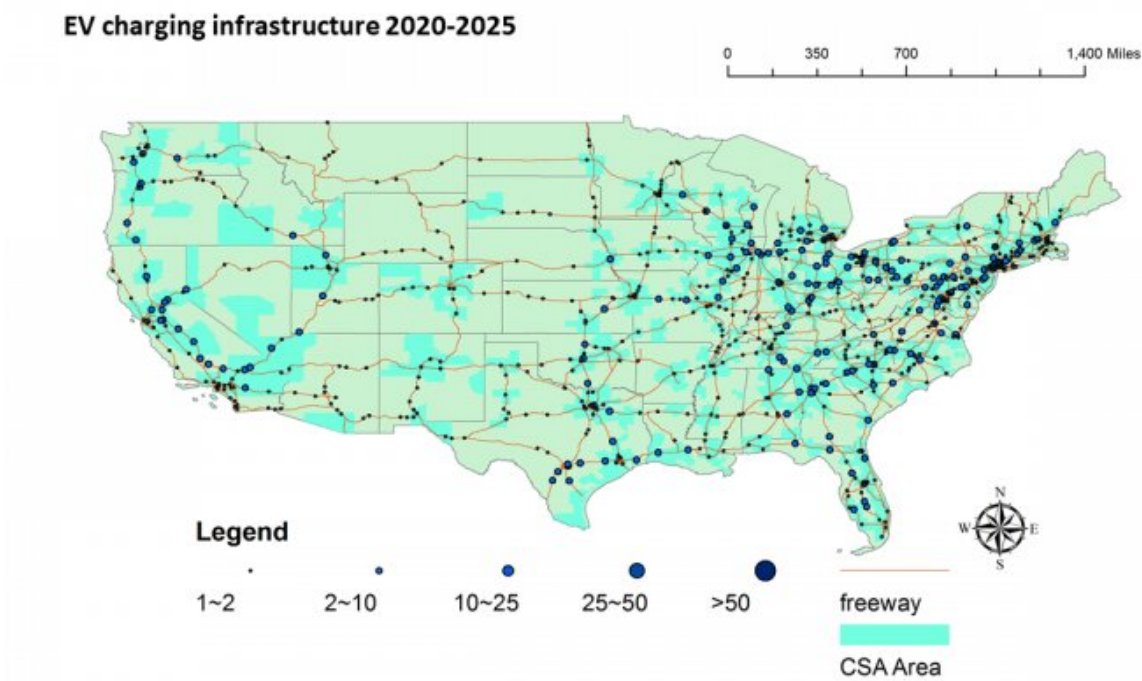 EV charging infrastructure 2020-2025
0 350 700 1,400 Miles
N
W E
S
Legend
1~2 2~10 10~25 25~50 >50 freeway
CSA Area